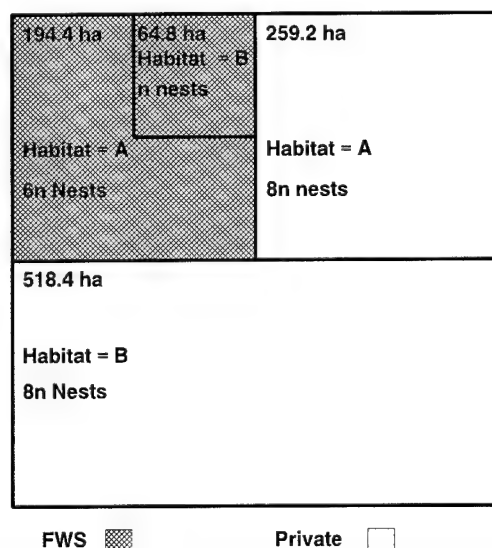 194.4 ha
Habitat = A
6n Nests
64.8 ha
Habitat = B
n nests
259.2 ha
Habitat = A
8n nests
518.4 ha
Habitat = B
8n Nests
FWS
Private